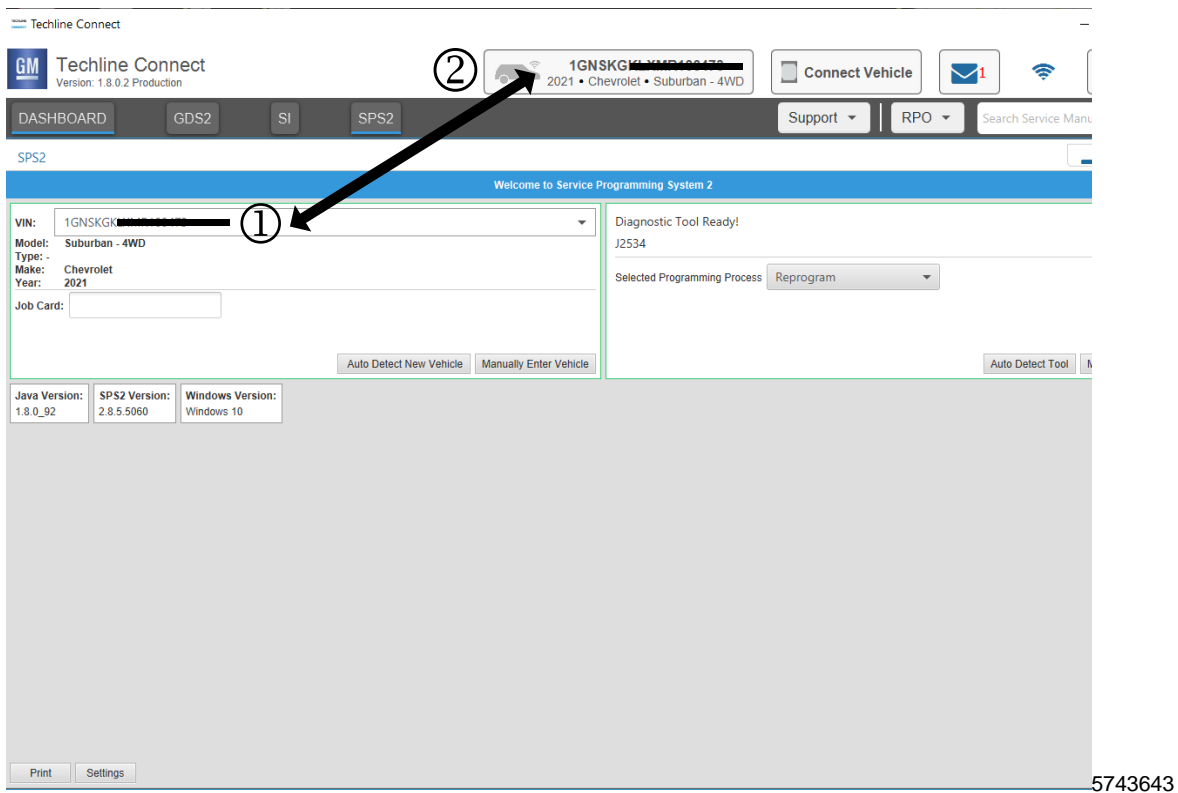 Techline Connect
GM
Techline Connect
Version: 1.8.0.2 Production
②
1GNSKG
2021 • Chevrolet • Suburban - 4WD
Connect Vehicle
1
DASHBOARD GDS2 SI SPS2
Support RPO Search Service Manu
SPS2
Welcome to Service Programming System 2
VIN: 1GNSKGK
①
Model: Suburban - 4WD
Type: -
Make: Chevrolet
Year: 2021
Job Card:
Auto Detect New Vehicle Manually Enter Vehicle
Diagnostic Tool Ready!
J2534
Selected Programming Process Reprogram
Auto Detect Tool
Java Version:
1.8.0_92
SPS2 Version:
2.8.5.5060
Windows Version:
Windows 10
Print Settings
5743643